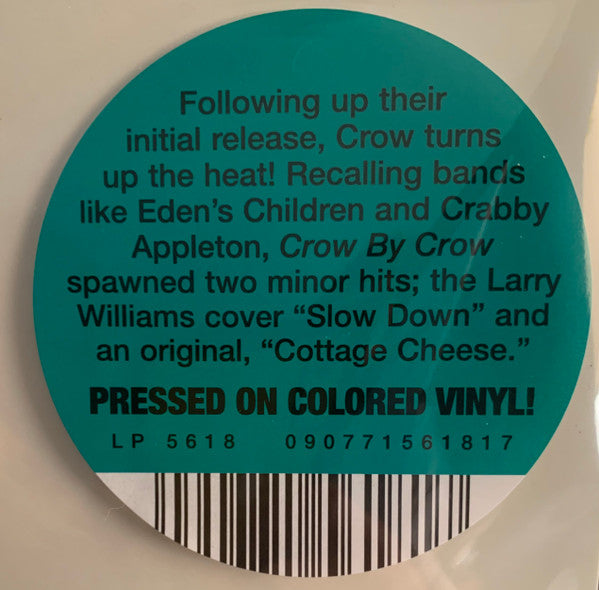 Following up their
initial release, Crow turns
up the heat! Recalling bands
like Eden's Children and Crabby
Appleton, Crow By Crow
spawned two minor hits; the Larry
Williams cover “Slow Down” and
an original, “Cottage Cheese.”
PRESSED ON COLORED VINYL!
LP 5618 090771561817